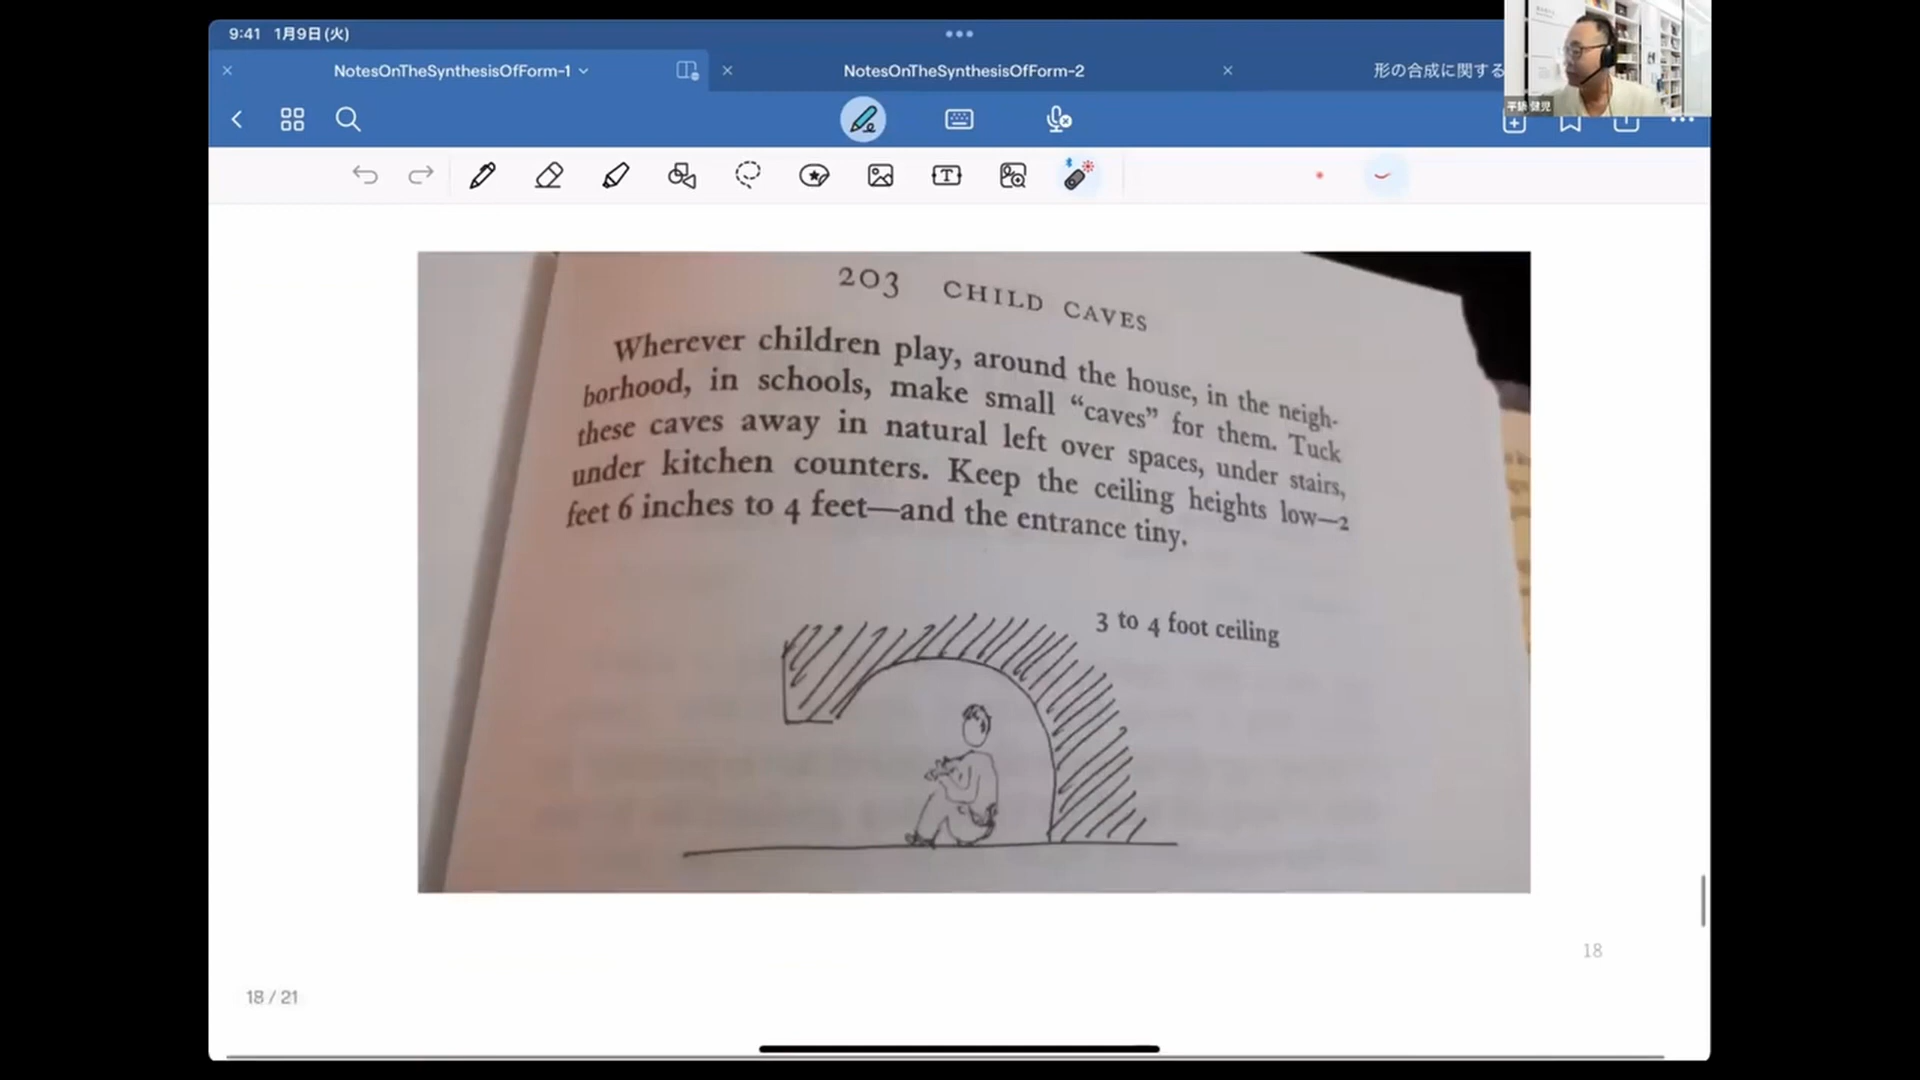 9:41 1月9日(火)
NotesOnTheSynthesisOfForm-1
NotesOnTheSynthesisOfForm-2
形の合成に関する
203 CHILD CAVES
Wherever children play, around the house, in the neigh-
borhood, in schools, make small “caves” for them. Tuck
these caves away in natural left over spaces, under stairs,
under kitchen counters. Keep the ceiling heights low—2
feet 6 inches to 4 feet—and the entrance tiny.
3 to 4 foot ceiling
18
18 / 21